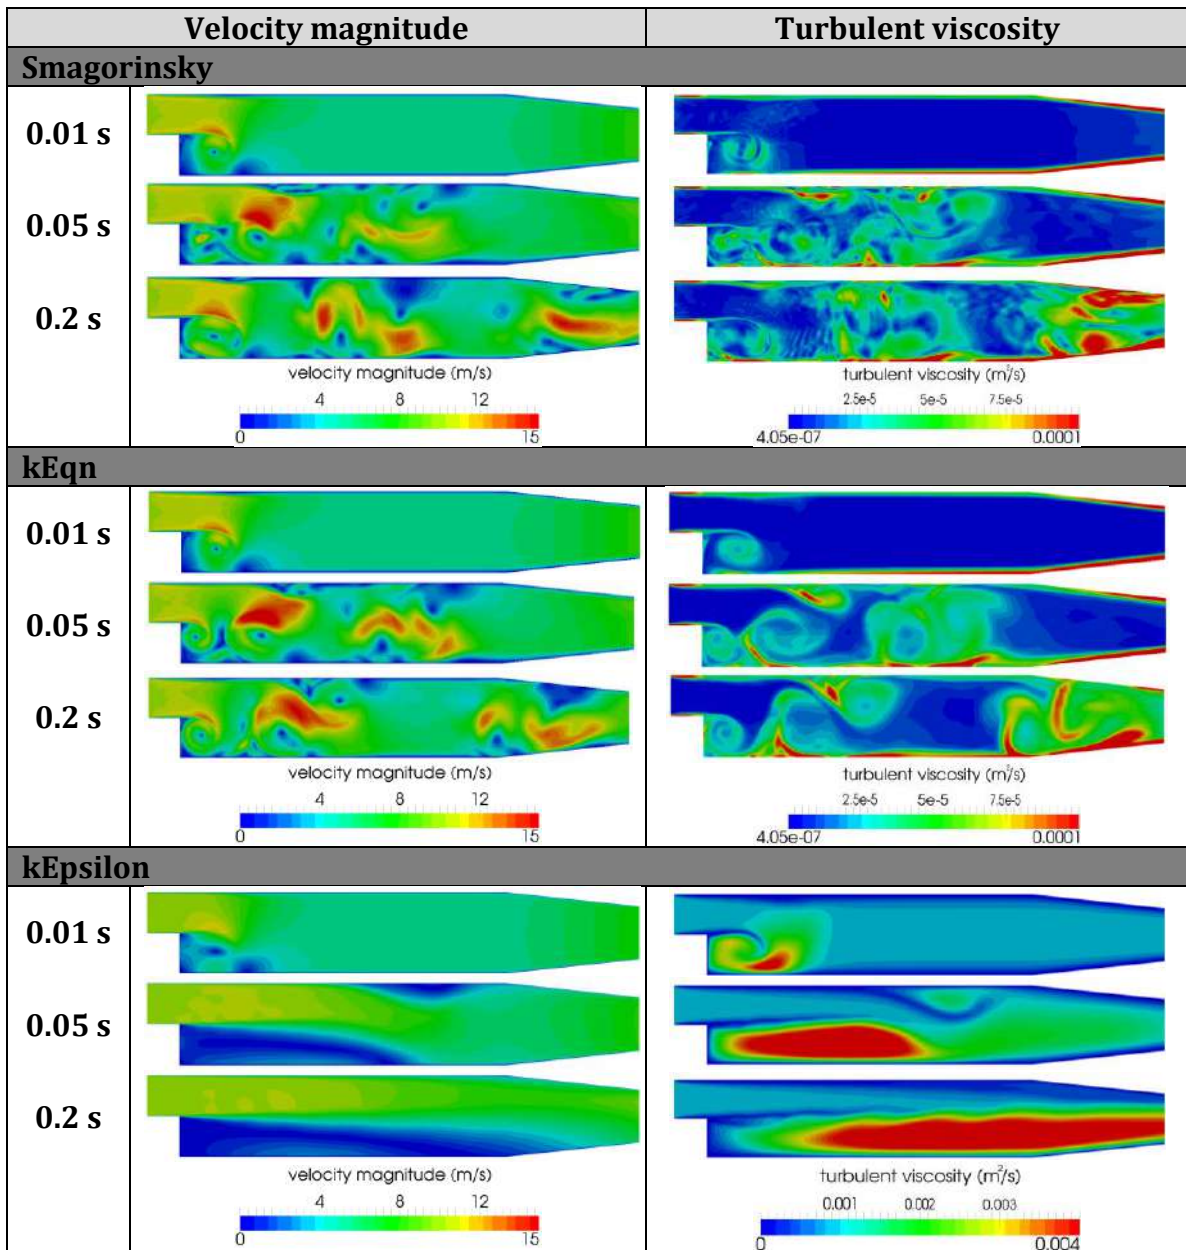 Velocity magnitude Turbulent viscosity
Smagorinsky
0.01 s
0.05 s
0.2 s
velocity magnitude (m/s) turbulent viscosity (m²/s)
4 8 12 2.5e-5 5e-5 7.5e-5
0 15 4.05e-07 0.0001
kEqn
0.01 s
0.05 s
0.2 s
velocity magnitude (m/s) turbulent viscosity (m²/s)
4 8 12 2.5e-5 5e-5 7.5e-5
0 15 4.05e-07 0.0001
kEpsilon
0.01 s
0.05 s
0.2 s
velocity magnitude (m/s) turbulent viscosity (m²/s)
4 8 12 0.001 0.002 0.003
0 15 0 0.004